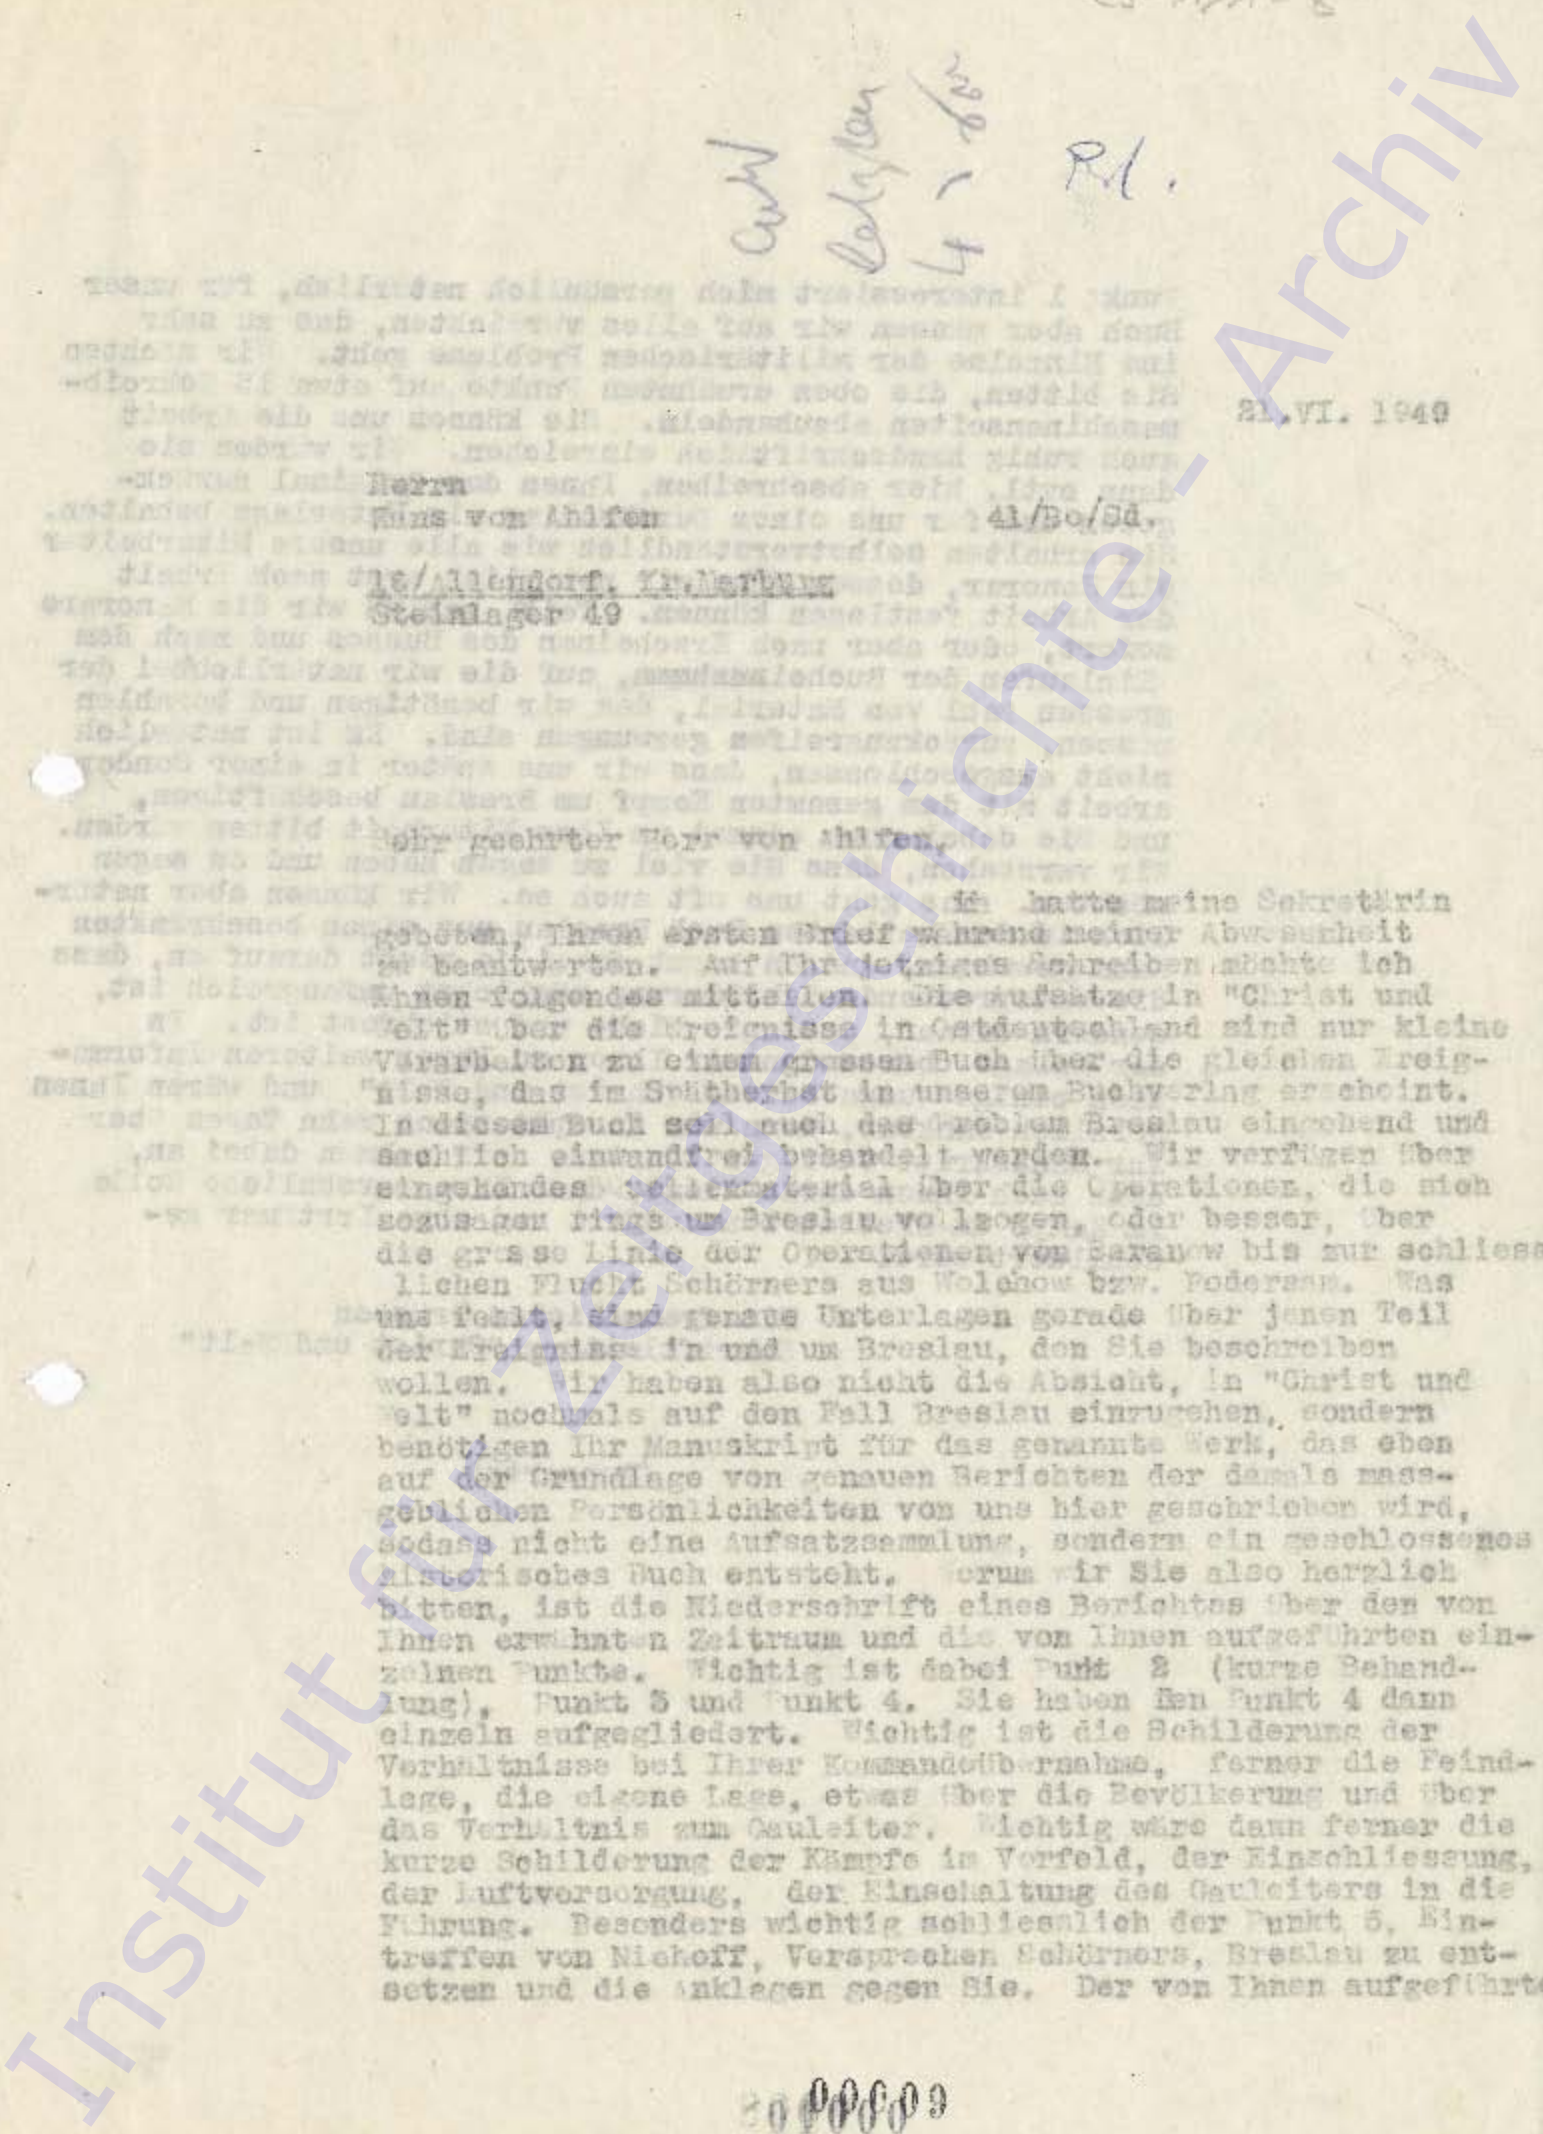 R.d.
21.VI. 1949
Herrn
Hans von Ahlfen
41/Bo/Sd.
16/Allendorf, Kr.Marburg
Steinlager 49
Sehr geehrter Herr von Ahlfen,
ich hatte meine Sekretärin
gebeten, Ihren ersten Brief während meiner Abwesenheit
zu beantworten. Auf Ihr jetziges Schreiben möchte ich
Ihnen folgendes mitteilen. Die Aufsätze in "Christ und
Welt" über die Ereignisse in Ostdeutschland sind nur kleine
Vorarbeiten zu einem grossen Buch über die gleichen Ereig-
nisse, das im Spätherbst in unserem Buchverlag erscheint.
In diesem Buch soll auch das Problem Breslau eingehend und
sachlich einwandfrei behandelt werden. Wir verfügen über
eingehendes Quellenmaterial über die Operationen, die sich
sozusagen rings um Breslau vollzogen, oder besser, über
die grosse Linie der Operationen von Baranow bis zur schliess
lichen Flucht Schörners aus Welchow bzw. Podersam. Was
uns fehlt, sind genaue Unterlagen gerade über jenen Teil
der Ereignisse in und um Breslau, den Sie beschreiben
wollen. Wir haben also nicht die Absicht, in "Christ und
Welt" nochmals auf den Fall Breslau einzugehen, sondern
benötigen Ihr Manuskript für das genannte Werk, das eben
auf der Grundlage von genauen Berichten der damals mass-
geblichen Persönlichkeiten von uns hier geschrieben wird,
sodass nicht eine Aufsatzsammlung, sondern ein geschlossenes
historisches Buch entsteht. Worum wir Sie also herzlich
bitten, ist die Niederschrift eines Berichtes über den von
Ihnen erwähnten Zeitraum und die von Ihnen aufgeführten ein-
zelnen Punkte. Wichtig ist dabei Punkt 2 (kurze Behand-
lung), Punkt 3 und Punkt 4. Sie haben den Punkt 4 dann
einzeln aufgegliedert. Wichtig ist die Schilderung der
Verhältnisse bei Ihrer Kommandoübernahme, ferner die Feind-
lage, die eigene Lage, etwas über die Bevölkerung und über
das Verhältnis zum Gauleiter. Wichtig wäre dann ferner die
kurze Schilderung der Kämpfe im Vorfeld, der Einschliessung,
der Luftversorgung, der Einschaltung des Gauleiters in die
Führung. Besonders wichtig schliesslich der Punkt 5, Ein-
treffen von Niehoff, Versprechen Schörners, Breslau zu ent-
setzen und die Anklagen gegen Sie. Der von Ihnen aufgeführte
Institut für Zeitgeschichte - Archiv